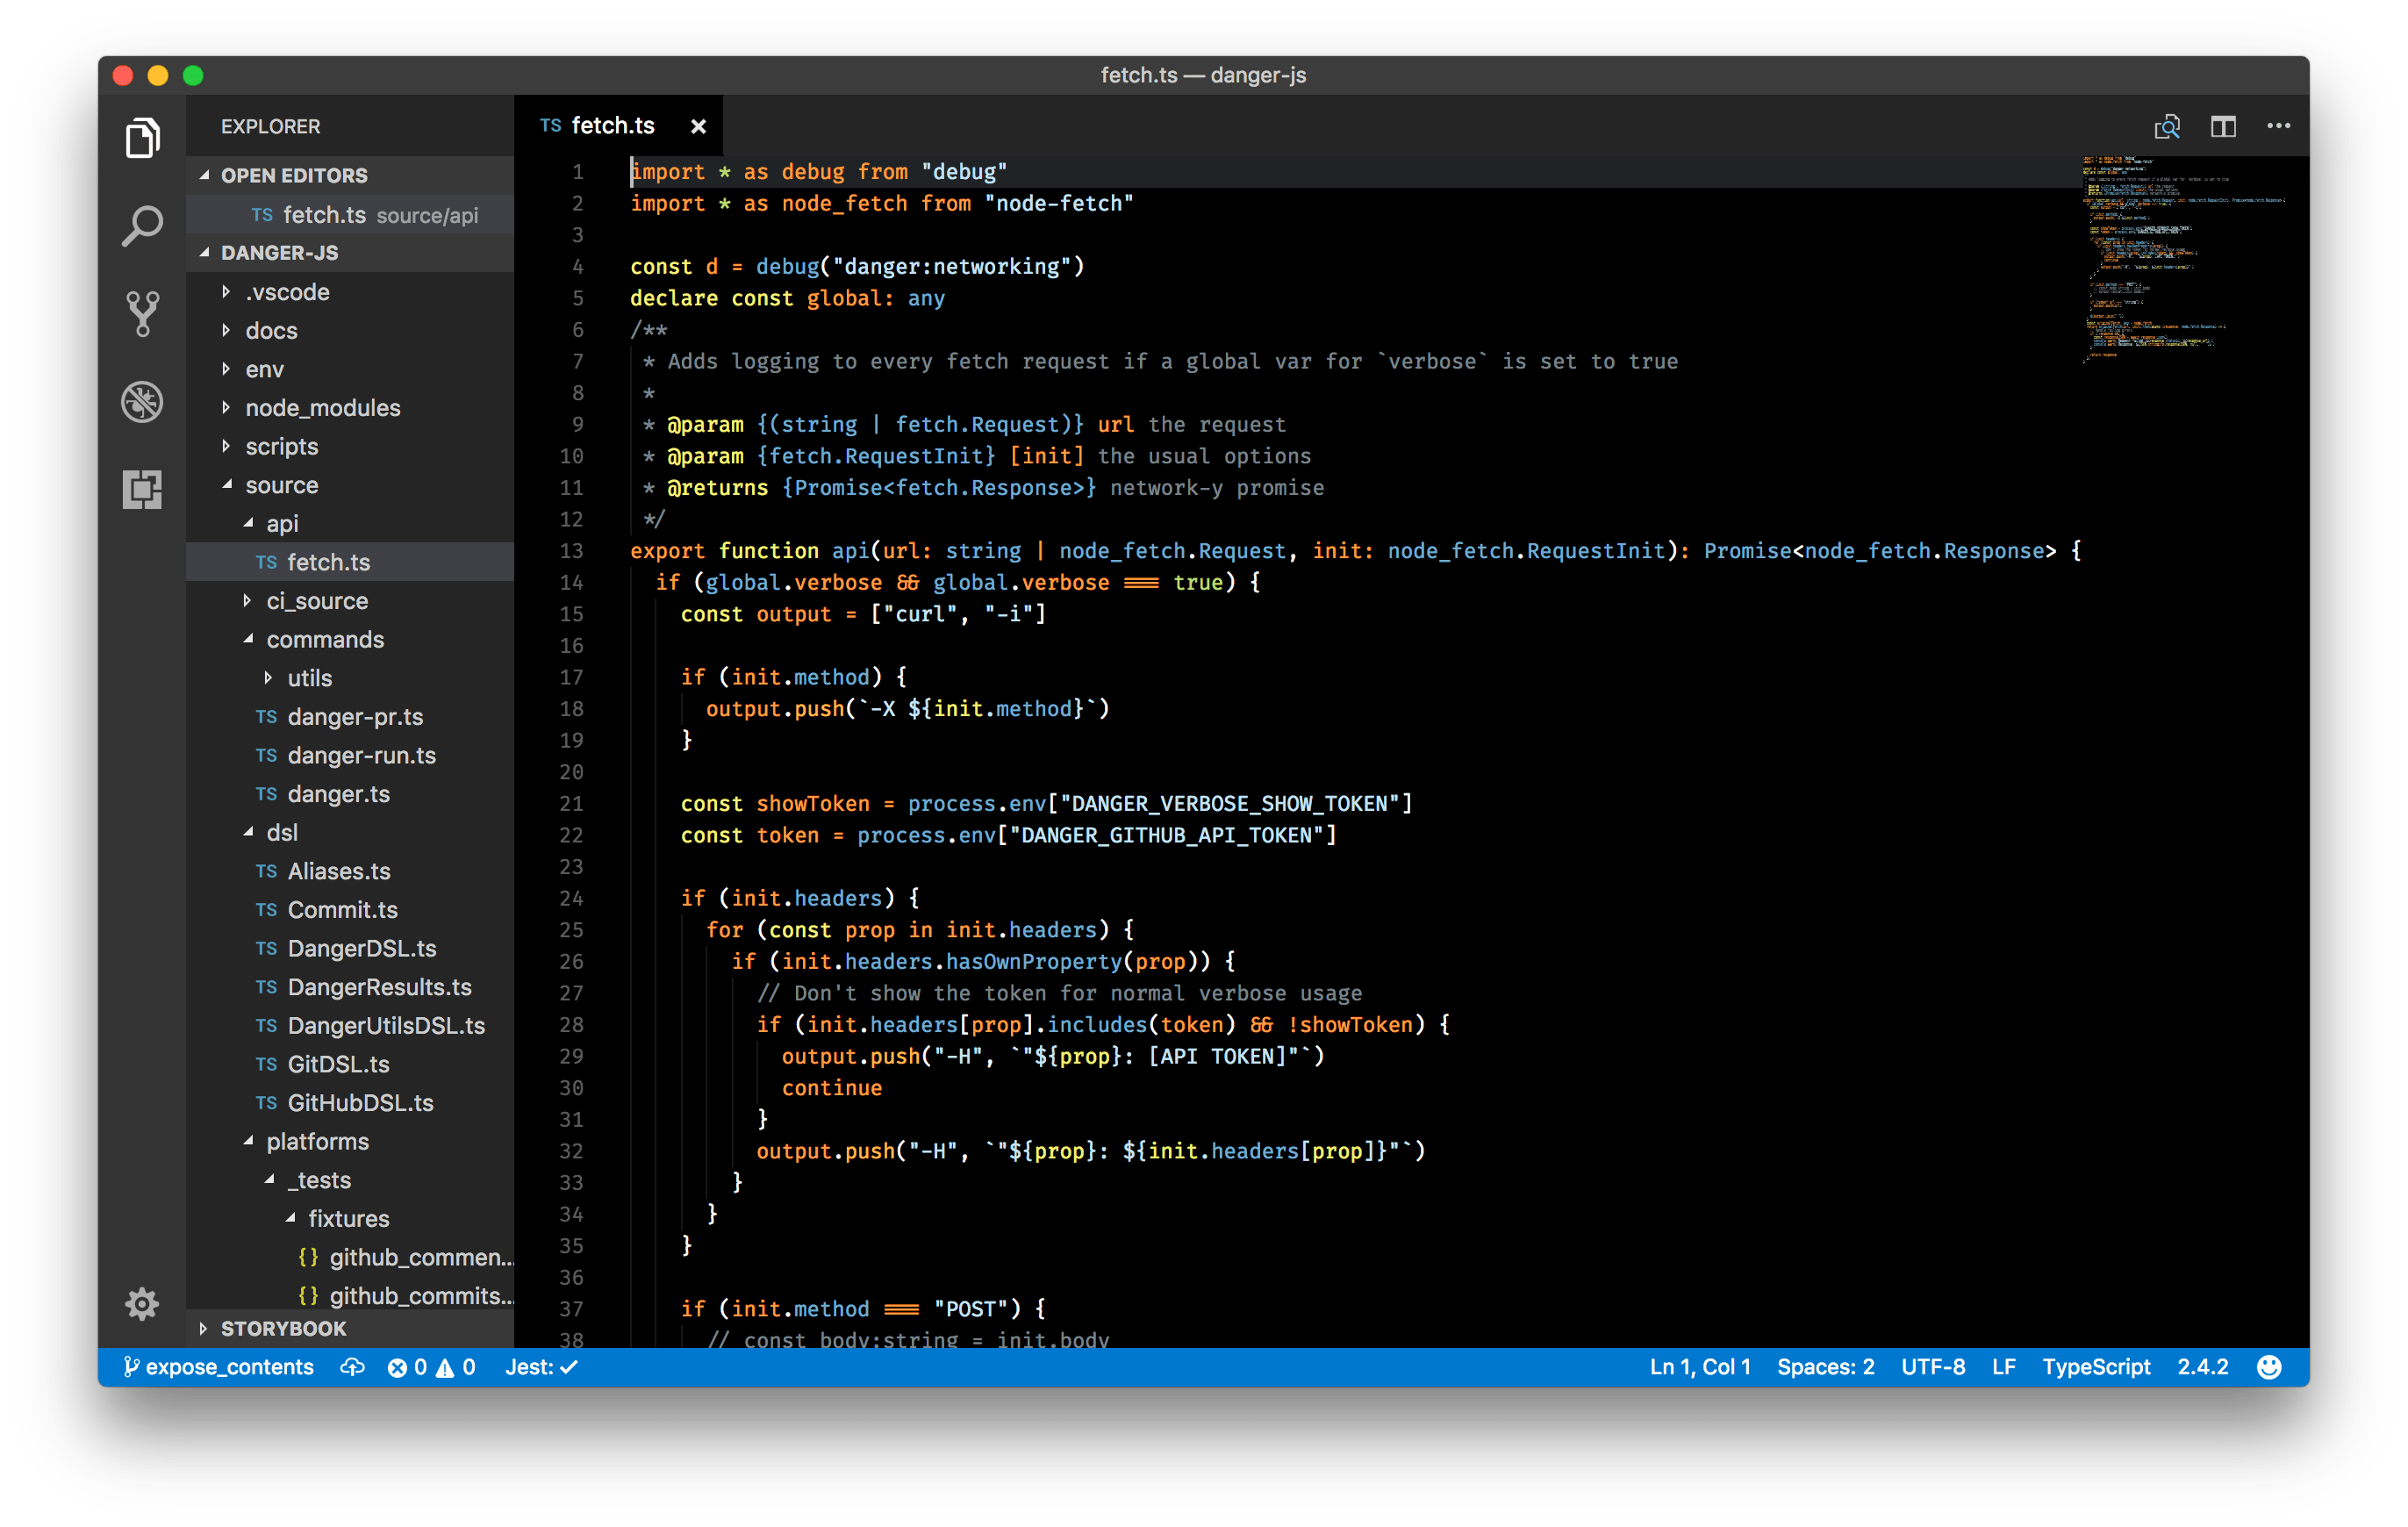 fetch.ts — danger-js
EXPLORER
OPEN EDITORS
TS fetch.ts source/api
DANGER-JS
.vscode
docs
env
node_modules
scripts
source
api
TS fetch.ts
ci_source
commands
utils
TS danger-pr.ts
TS danger-run.ts
TS danger.ts
dsl
TS Aliases.ts
TS Commit.ts
TS DangerDSL.ts
TS DangerResults.ts
TS DangerUtilsDSL.ts
TS GitDSL.ts
TS GitHubDSL.ts
platforms
_tests
fixtures
{} github_commen...
{} github_commits...
STORYBOOK
TS fetch.ts ×
1 import * as debug from "debug"
2 import * as node_fetch from "node-fetch"
3
4 const d = debug("danger:networking")
5 declare const global: any
6 /**
7 * Adds logging to every fetch request if a global var for `verbose` is set to true
8 *
9 * @param {(string | fetch.Request)} url the request
10 * @param {fetch.RequestInit} [init] the usual options
11 * @returns {Promise<fetch.Response>} network-y promise
12 */
13 export function api(url: string | node_fetch.Request, init: node_fetch.RequestInit): Promise<node_fetch.Response> {
14 if (global.verbose && global.verbose === true) {
15 const output = ["curl", "-i"]
16
17 if (init.method) {
18 output.push(`-X ${init.method}`)
19 }
20
21 const showToken = process.env["DANGER_VERBOSE_SHOW_TOKEN"]
22 const token = process.env["DANGER_GITHUB_API_TOKEN"]
23
24 if (init.headers) {
25 for (const prop in init.headers) {
26 if (init.headers.hasOwnProperty(prop)) {
27 // Don't show the token for normal verbose usage
28 if (init.headers[prop].includes(token) && !showToken) {
29 output.push("-H", `"${prop}: [API TOKEN]"`)
30 continue
31 }
32 output.push("-H", `"${prop}: ${init.headers[prop]}"`)
33 }
34 }
35 }
36
37 if (init.method === "POST") {
38 // const body:string = init.body
expose_contents 0 0 Jest: ✓ Ln 1, Col 1 Spaces: 2 UTF-8 LF TypeScript 2.4.2